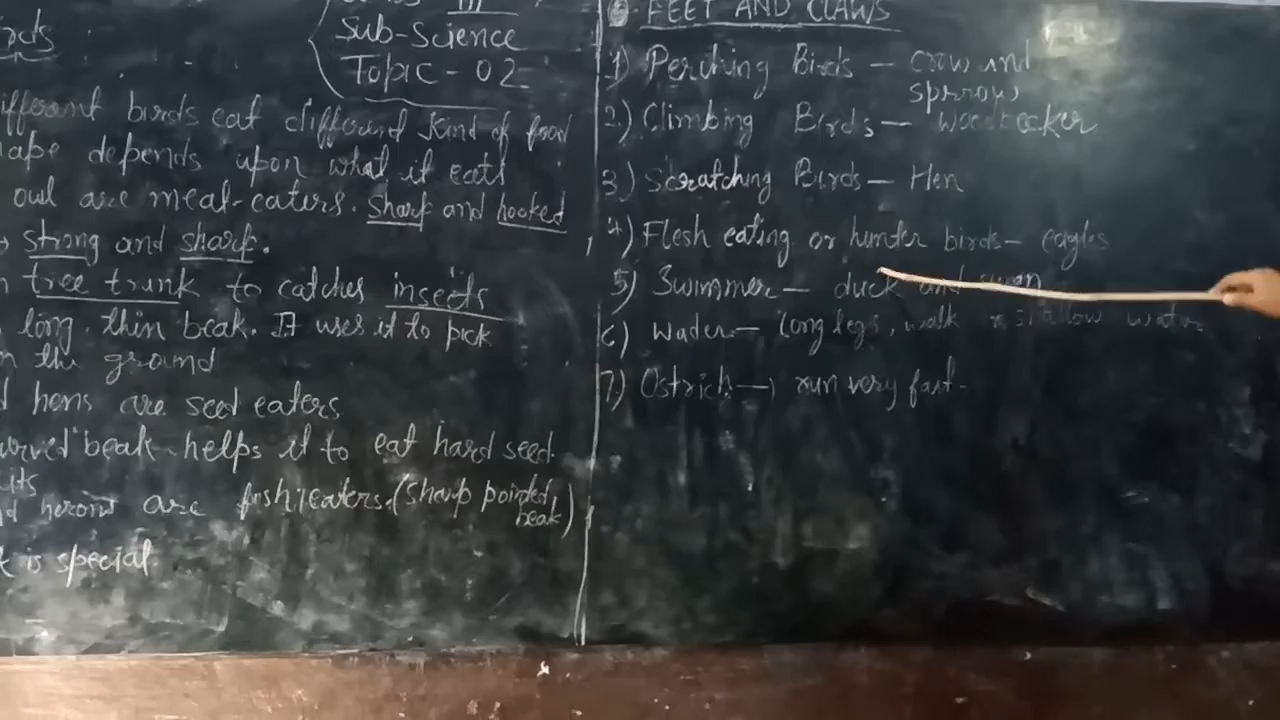 III
Sub-Science
Topic - 02
different birds eat different kind of food
depends upon what it eats
owl are meat-eaters. Sharp and hooked
strong and sharp.
tree trunk to catches insects
long, thin beak. It uses it to pick
the ground
hens are seed eaters
beak helps it to eat hard seed.
herons are fish eaters. (sharp pointed beak)
is special.
FEET AND CLAWS
1) Perching Birds - crow and
sprrow
2) Climbing Birds - woodpecker
3) Scratching Birds - Hen
4) Flesh eating or hunter birds - eagles
5) Swimmer - duck and swan
6) Wader - long legs, walk shallow water
7) Ostrich - run very fast -